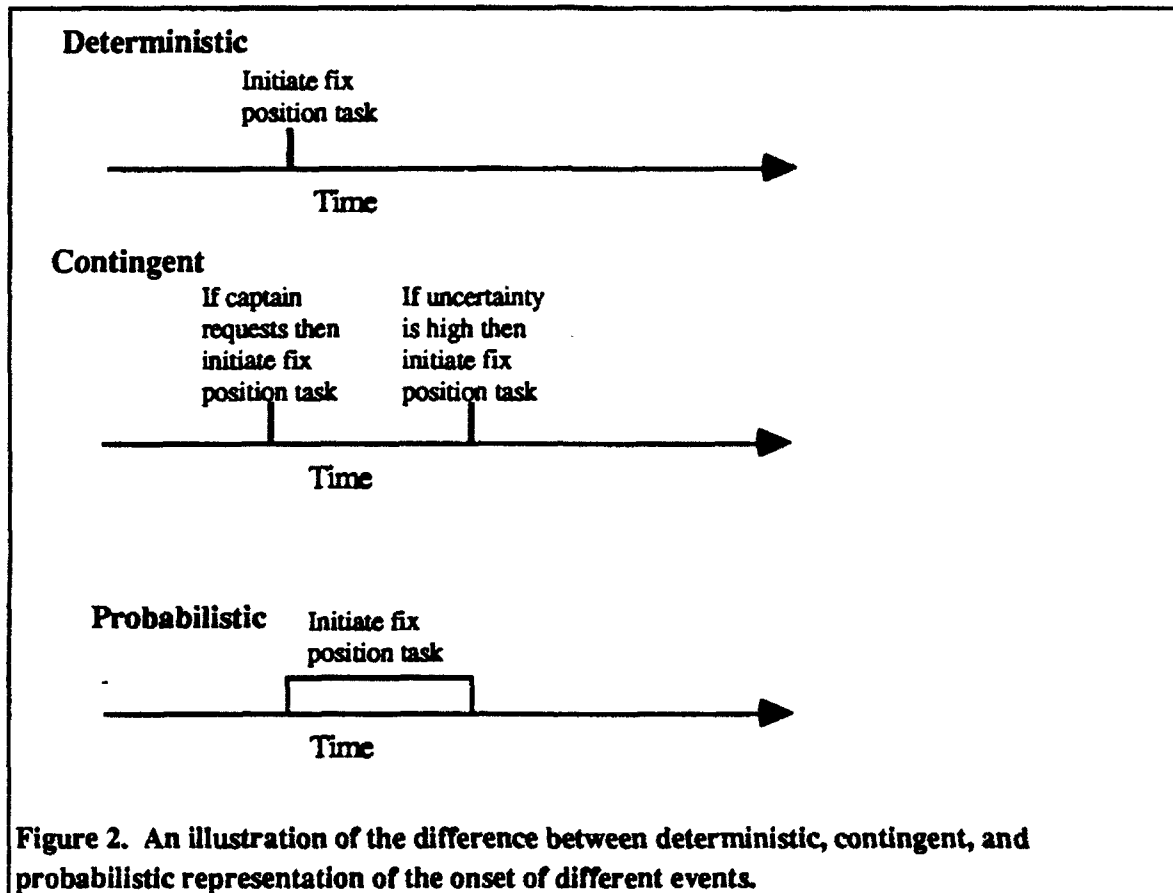 Deterministic
Initiate fix
position task
Time
Contingent
If captain
requests then
initiate fix
position task
If uncertainty
is high then
initiate fix
position task
Time
Probabilistic
Initiate fix
position task
Time
Figure 2. An illustration of the difference between deterministic, contingent, and
probabilistic representation of the onset of different events.